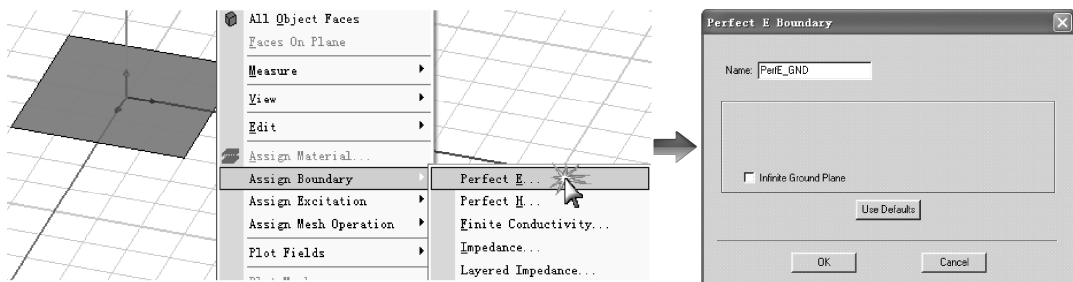 All Object Faces
Faces On Plane
Measure
View
Edit
Assign Material...
Assign Boundary
Assign Excitation
Assign Mesh Operation
Plot Fields
Perfect E...
Perfect H...
Finite Conductivity...
Impedance...
Layered Impedance...
Perfect E Boundary
Name: PerfE_GND
Infinite Ground Plane
Use Defaults
OK
Cancel